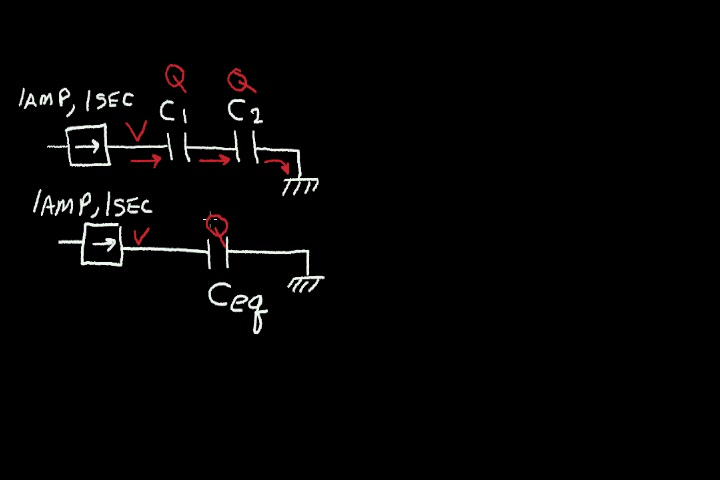 Q Q
1AMP, 1SEC C1 C2
V
1AMP, 1SEC
V Q
Ceq